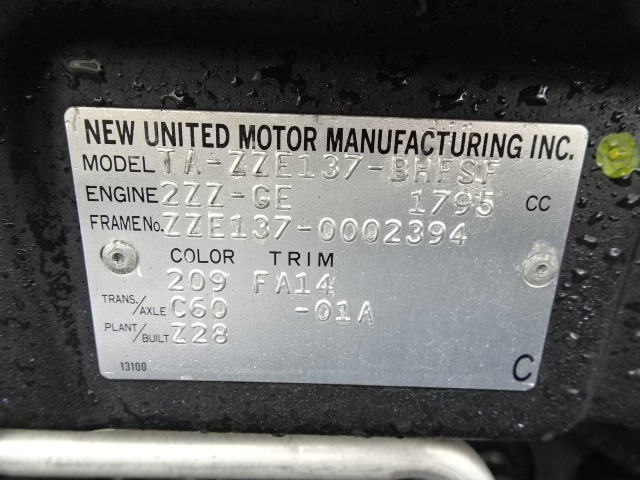 NEW UNITED MOTOR MANUFACTURING INC.
MODEL TA-ZZE137-BHFSF
ENGINE 2ZZ-GE 1795 CC
FRAME No. ZZE137-0002394
COLOR TRIM
209 FA14
TRANS./AXLE C60 -01A
PLANT/BUILT Z28
13100 C